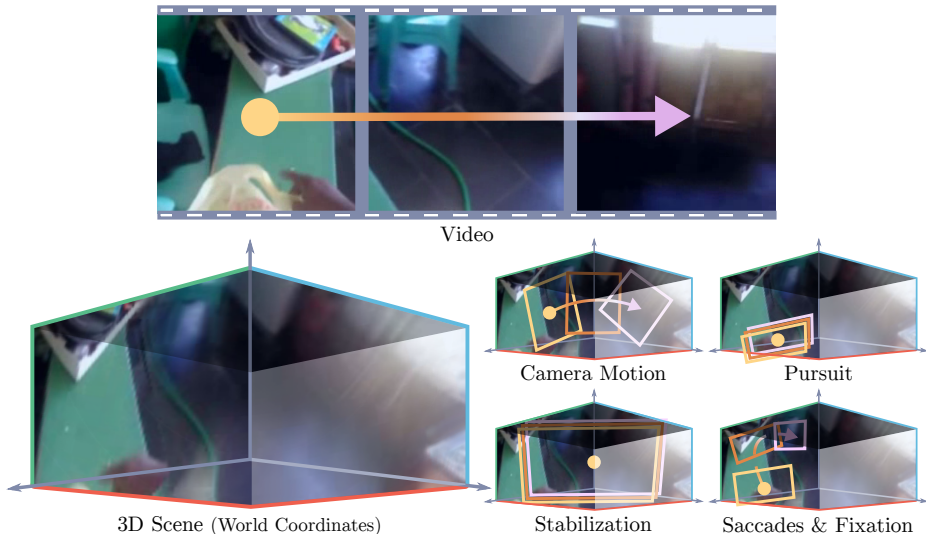 Video
Camera Motion
Pursuit
3D Scene (World Coordinates)
Stabilization
Saccades & Fixation